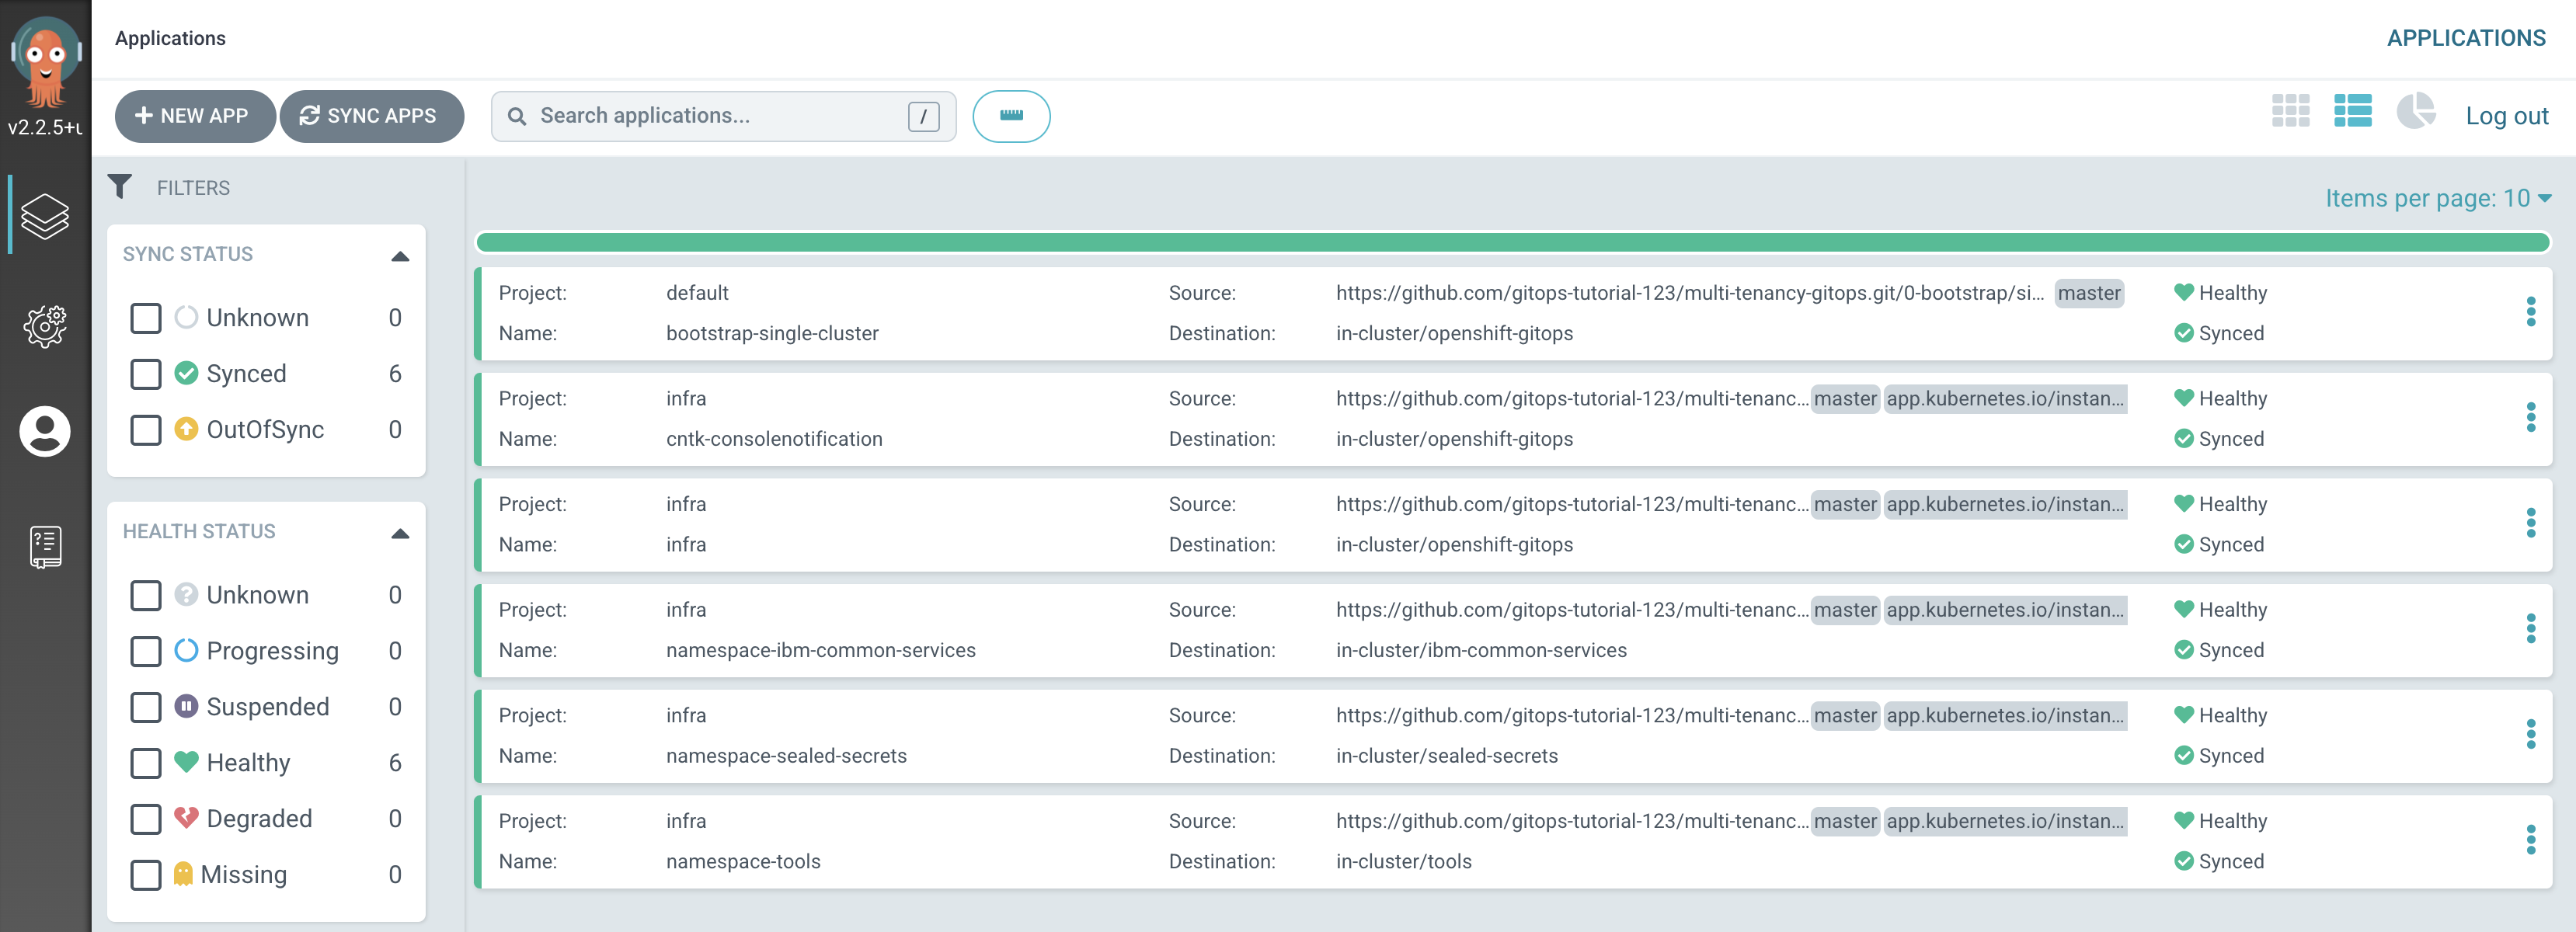 Applications
APPLICATIONS
v2.2.5+u
NEW APP
SYNC APPS
Search applications...
/
Log out
FILTERS
Items per page: 10
SYNC STATUS
Unknown 0
Synced 6
OutOfSync 0
HEALTH STATUS
Unknown 0
Progressing 0
Suspended 0
Healthy 6
Degraded 0
Missing 0
Project: default Source: https://github.com/gitops-tutorial-123/multi-tenancy-gitops.git/0-bootstrap/si... master Healthy
Name: bootstrap-single-cluster Destination: in-cluster/openshift-gitops Synced
Project: infra Source: https://github.com/gitops-tutorial-123/multi-tenanc... master app.kubernetes.io/instan... Healthy
Name: cntk-consolenotification Destination: in-cluster/openshift-gitops Synced
Project: infra Source: https://github.com/gitops-tutorial-123/multi-tenanc... master app.kubernetes.io/instan... Healthy
Name: infra Destination: in-cluster/openshift-gitops Synced
Project: infra Source: https://github.com/gitops-tutorial-123/multi-tenanc... master app.kubernetes.io/instan... Healthy
Name: namespace-ibm-common-services Destination: in-cluster/ibm-common-services Synced
Project: infra Source: https://github.com/gitops-tutorial-123/multi-tenanc... master app.kubernetes.io/instan... Healthy
Name: namespace-sealed-secrets Destination: in-cluster/sealed-secrets Synced
Project: infra Source: https://github.com/gitops-tutorial-123/multi-tenanc... master app.kubernetes.io/instan... Healthy
Name: namespace-tools Destination: in-cluster/tools Synced